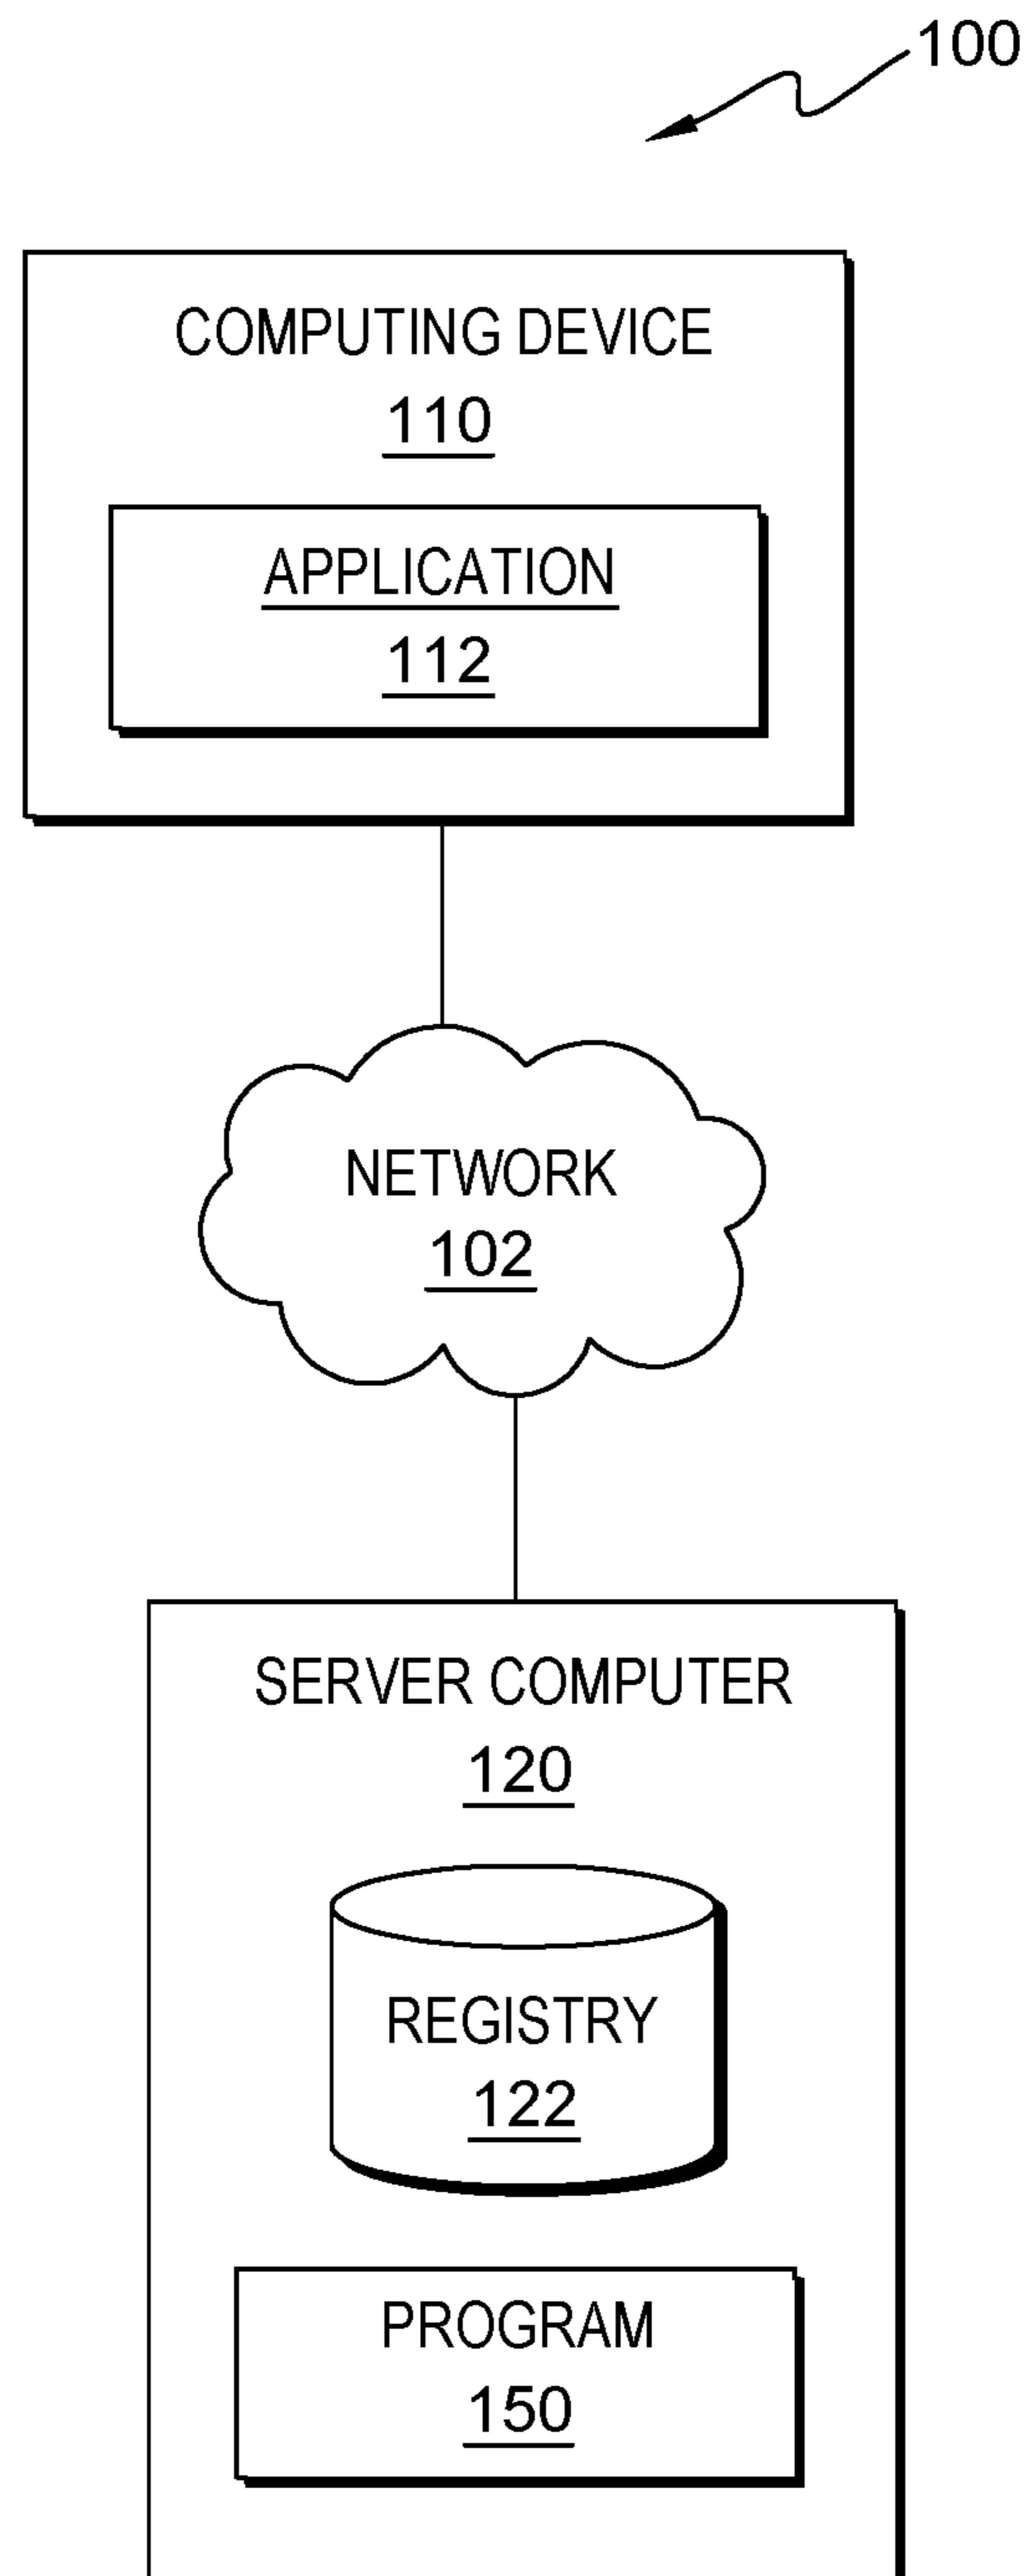 100
COMPUTING DEVICE
110
APPLICATION
112
NETWORK
102
SERVER COMPUTER
120
REGISTRY
122
PROGRAM
150